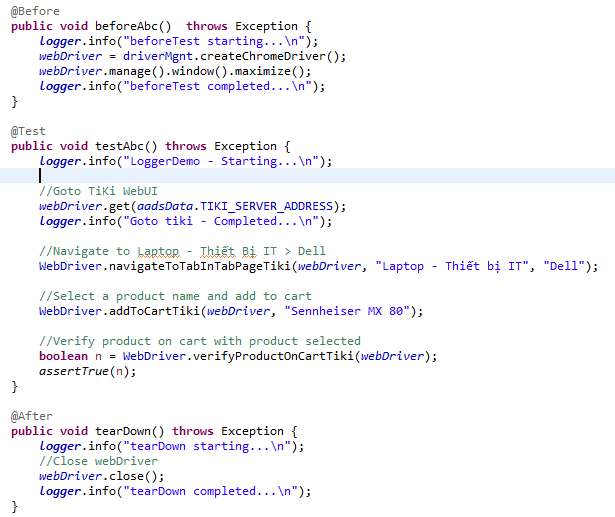 @Before
public void beforeAbc()  throws Exception {
    logger.info("beforeTest starting...\n");
    webDriver = driverMgnt.createChromeDriver();
    webDriver.manage().window().maximize();
    logger.info("beforeTest completed...\n");
}
@Test
public void testAbc() throws Exception {
    logger.info("LoggerDemo - Starting...\n");
    //Goto TiKi WebUI
    webDriver.get(aadsData.TIKI_SERVER_ADDRESS);
    logger.info("Goto tiki - Completed...\n");
    //Navigate to Laptop - Thiết Bị IT > Dell
    WebDriver.navigateToTabInTabPageTiki(webDriver, "Laptop - Thiết bị IT", "Dell");
    //Select a product name and add to cart
    WebDriver.addToCartTiki(webDriver, "Sennheiser MX 80");
    //Verify product on cart with product selected
    boolean n = WebDriver.verifyProductOnCartTiki(webDriver);
    assertTrue(n);
}
@After
public void tearDown() throws Exception {
    logger.info("tearDown starting...\n");
    //Close webDriver
    webDriver.close();
    logger.info("tearDown completed...\n");
}